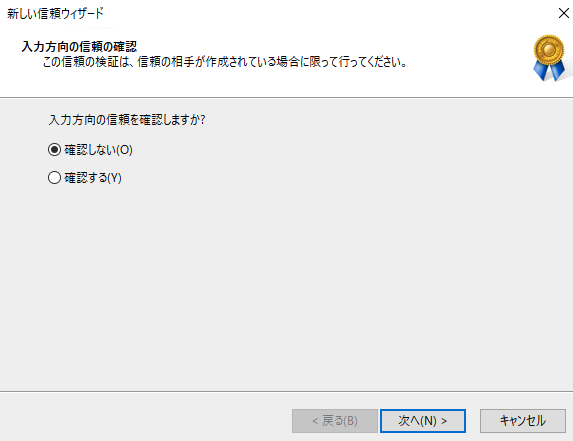 新しい信頼ウィザード
入力方向の信頼の確認
この信頼の検証は、信頼の相手が作成されている場合に限って行ってください。
入力方向の信頼を確認しますか?
確認しない(O)
確認する(Y)
< 戻る(B)
次へ(N) >
キャンセル